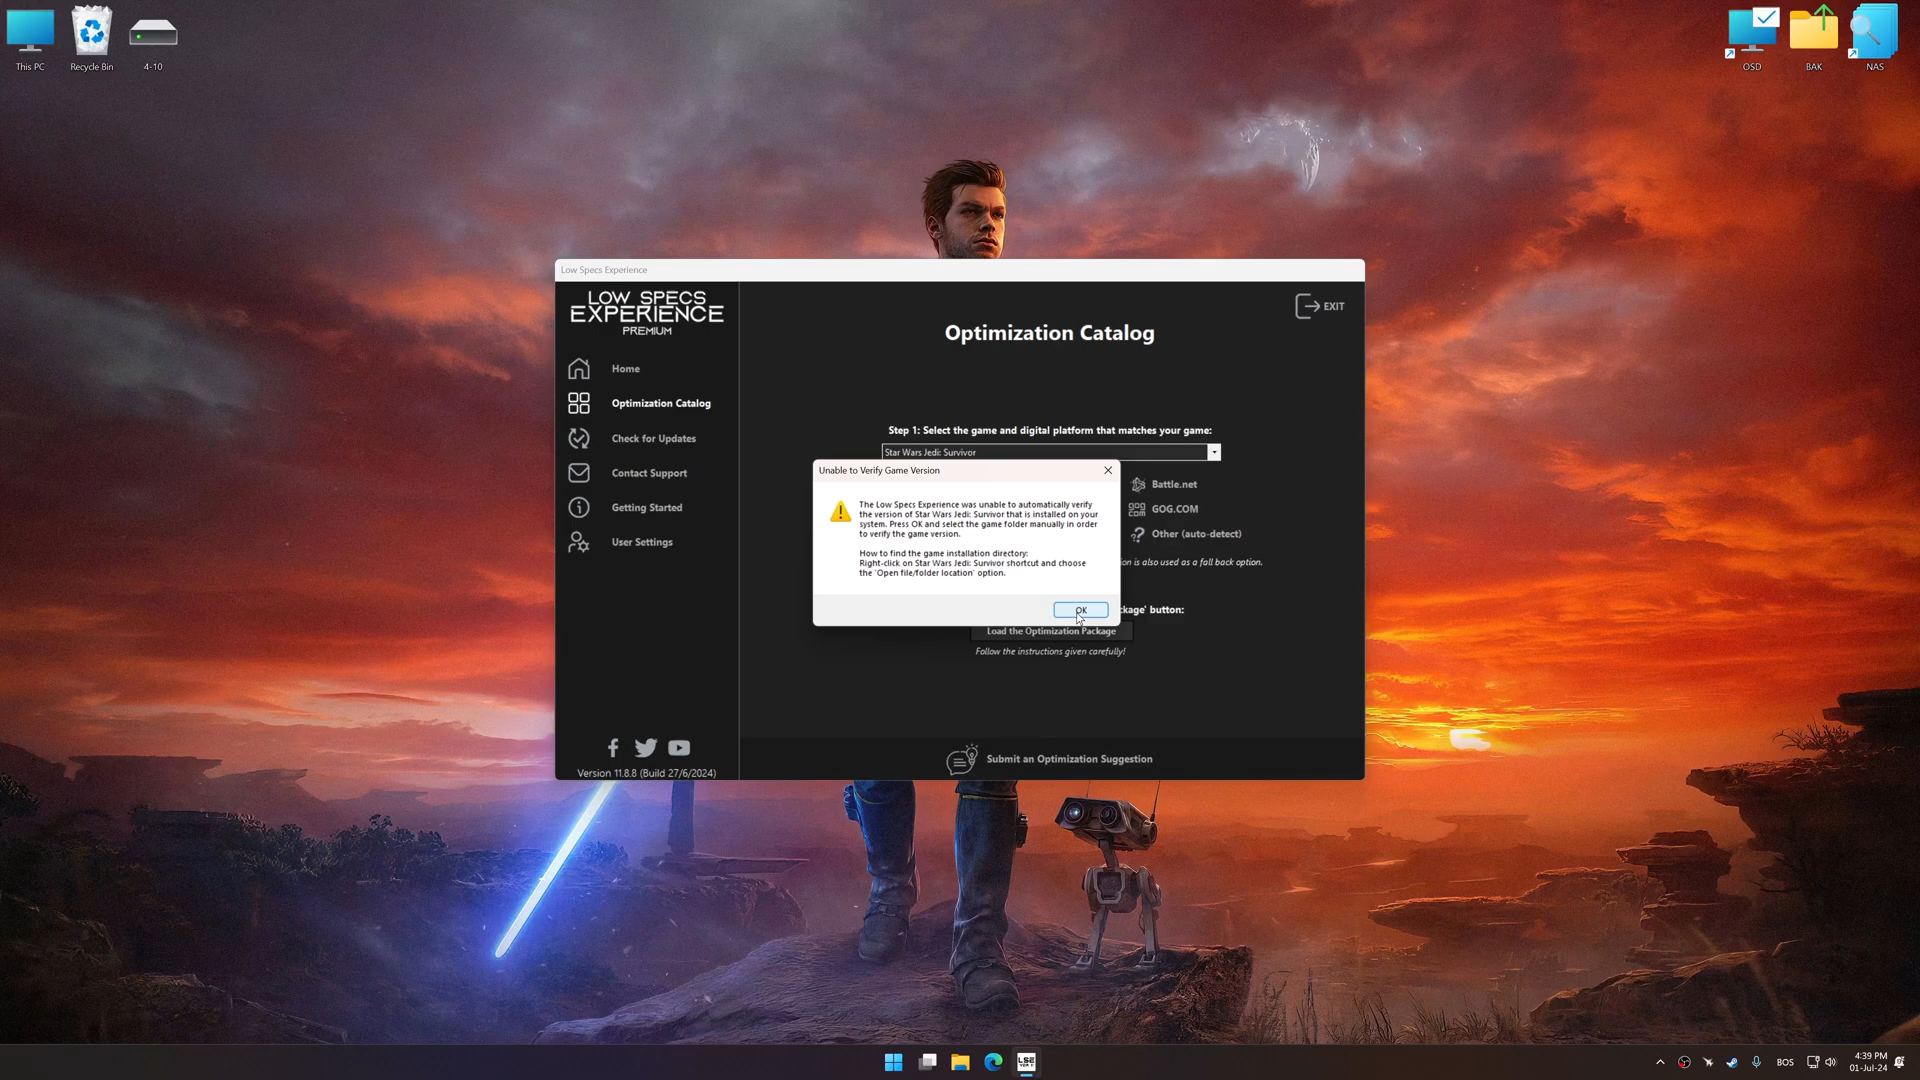 This PC
Recycle Bin
4-10
OSD
BAK
NAS
Low Specs Experience
LOW SPECS
EXPERIENCE
PREMIUM
Home
Optimization Catalog
Check for Updates
Contact Support
Getting Started
User Settings
Version 11.8.8 (Build 27/6/2024)
EXIT
Optimization Catalog
Step 1: Select the game and digital platform that matches your game:
Star Wars Jedi: Survivor
Battle.net
GOG.COM
GOG.COM
Other (auto-detect)
ion is also used as a fall back option.
ckage' button:
Load the Optimization Package
Follow the instructions given carefully!
Submit an Optimization Suggestion
Unable to Verify Game Version
The Low Specs Experience was unable to automatically verify
the version of Star Wars Jedi: Survivor that is installed on your
system. Press OK and select the game folder manually in order
to verify the game version.
How to find the game installation directory:
Right-click on Star Wars Jedi: Survivor shortcut and choose
the 'Open file/folder location' option.
OK
LSE
BOS
4:39 PM
01-Jul-24